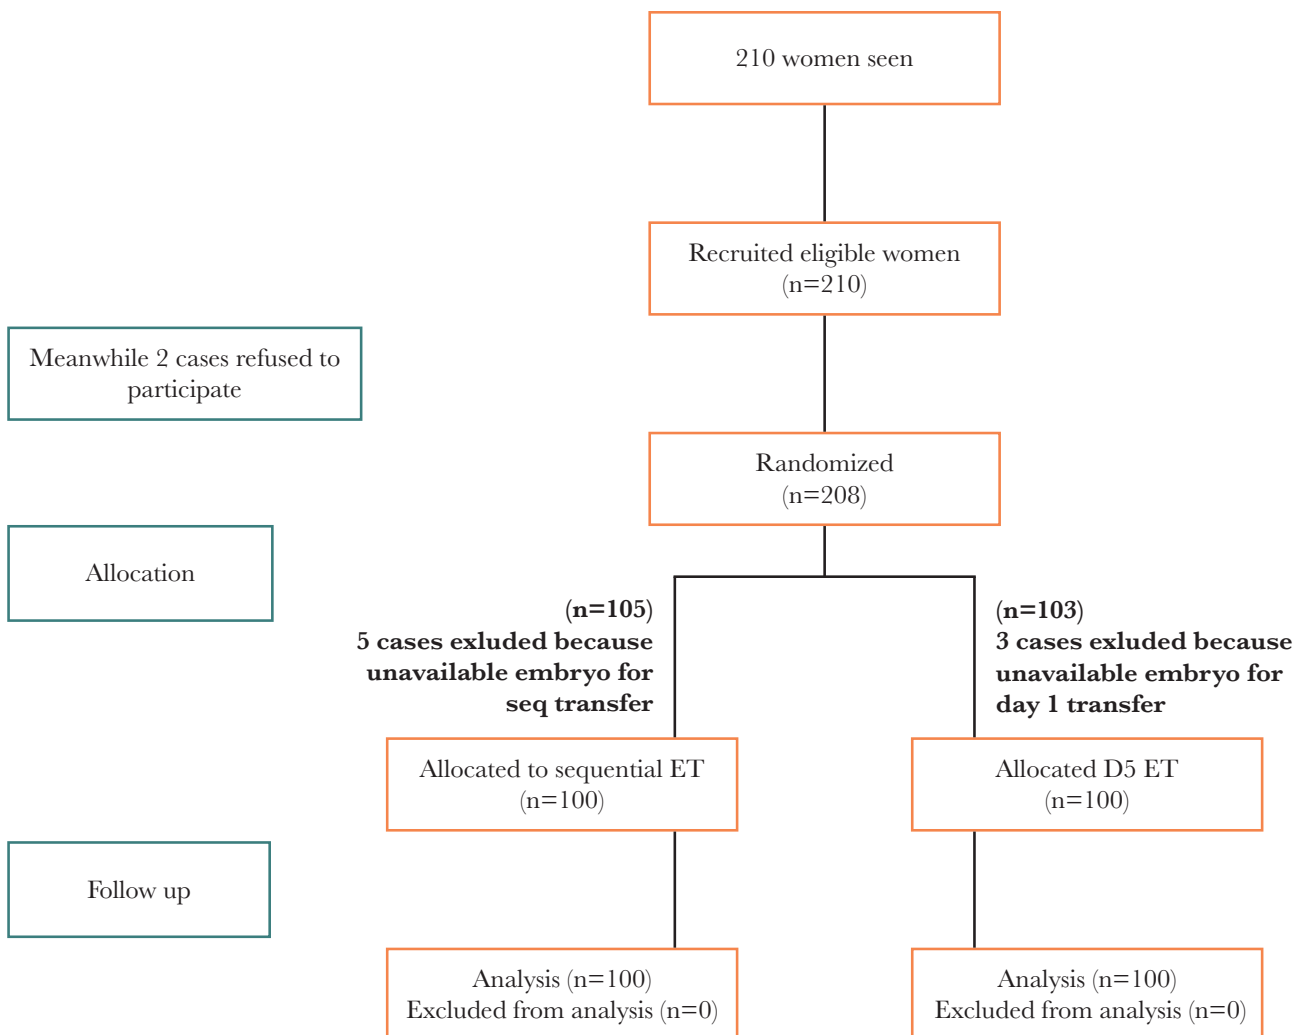 210 women seen
Recruited eligible women
(n=210)
Meanwhile 2 cases refused to
participate
Randomized
(n=208)
Allocation
(n=105)
5 cases exluded because
unavailable embryo for
seq transfer
(n=103)
3 cases exluded because
unavailable embryo for
day 1 transfer
Allocated to sequential ET
(n=100)
Allocated D5 ET
(n=100)
Follow up
Analysis (n=100)
Excluded from analysis (n=0)
Analysis (n=100)
Excluded from analysis (n=0)